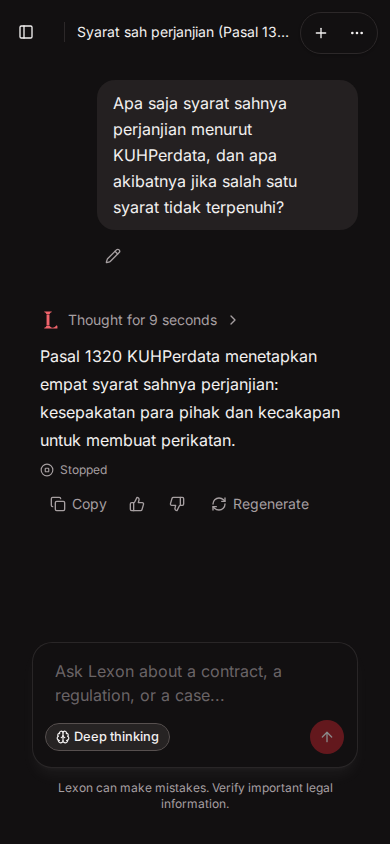 Syarat sah perjanjian (Pasal 13...
Apa saja syarat sahnya
perjanjian menurut
KUHPerdata, dan apa
akibatnya jika salah satu
syarat tidak terpenuhi?
L Thought for 9 seconds
Pasal 1320 KUHPerdata menetapkan
empat syarat sahnya perjanjian:
kesepakatan para pihak dan kecakapan
untuk membuat perikatan.
Stopped
Copy Regenerate
Ask Lexon about a contract, a
regulation, or a case...
Deep thinking
Lexon can make mistakes. Verify important legal
information.